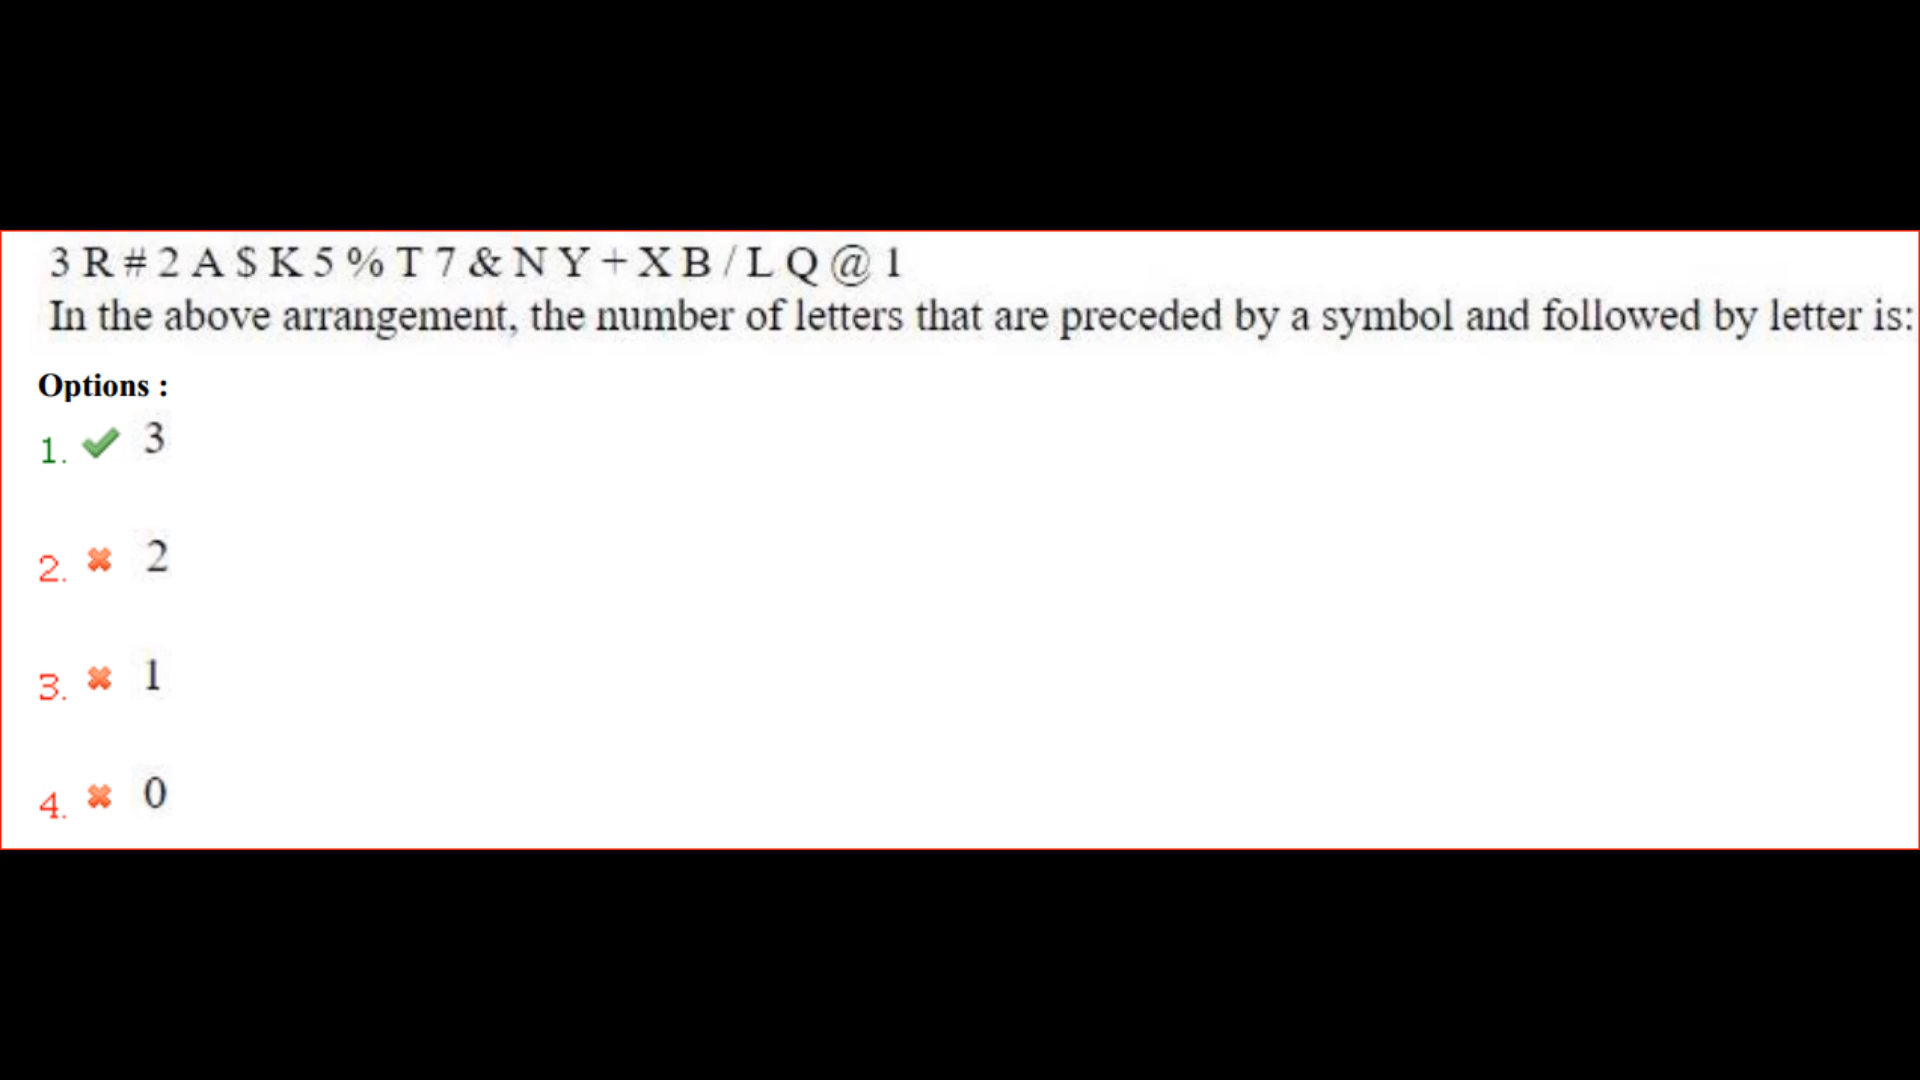 3 R # 2 A $ K 5 % T 7 & N Y + X B / L Q @ 1
In the above arrangement, the number of letters that are preceded by a symbol and followed by letter is:
Options :
1. 3
2. 2
3. 1
4. 0